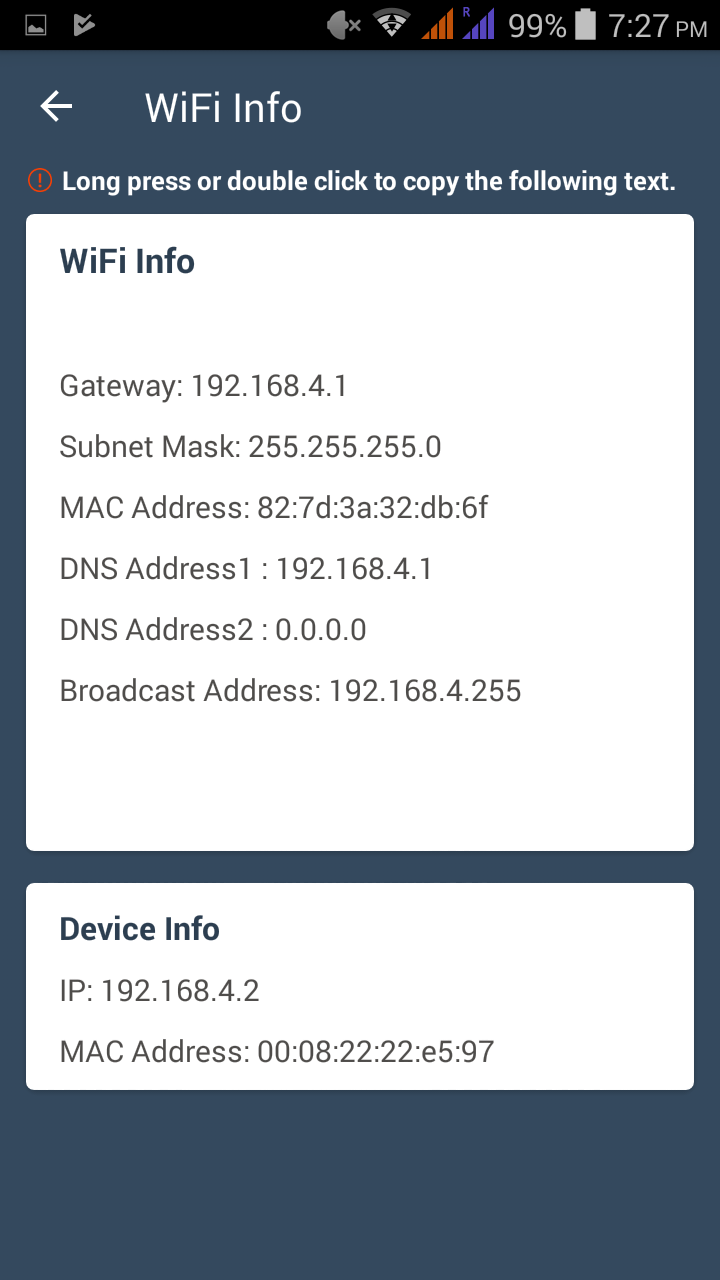 R 99% 7:27 PM
WiFi Info
Long press or double click to copy the following text.
WiFi Info
Gateway: 192.168.4.1
Subnet Mask: 255.255.255.0
MAC Address: 82:7d:3a:32:db:6f
DNS Address1 : 192.168.4.1
DNS Address2 : 0.0.0.0
Broadcast Address: 192.168.4.255
Device Info
IP: 192.168.4.2
MAC Address: 00:08:22:22:e5:97